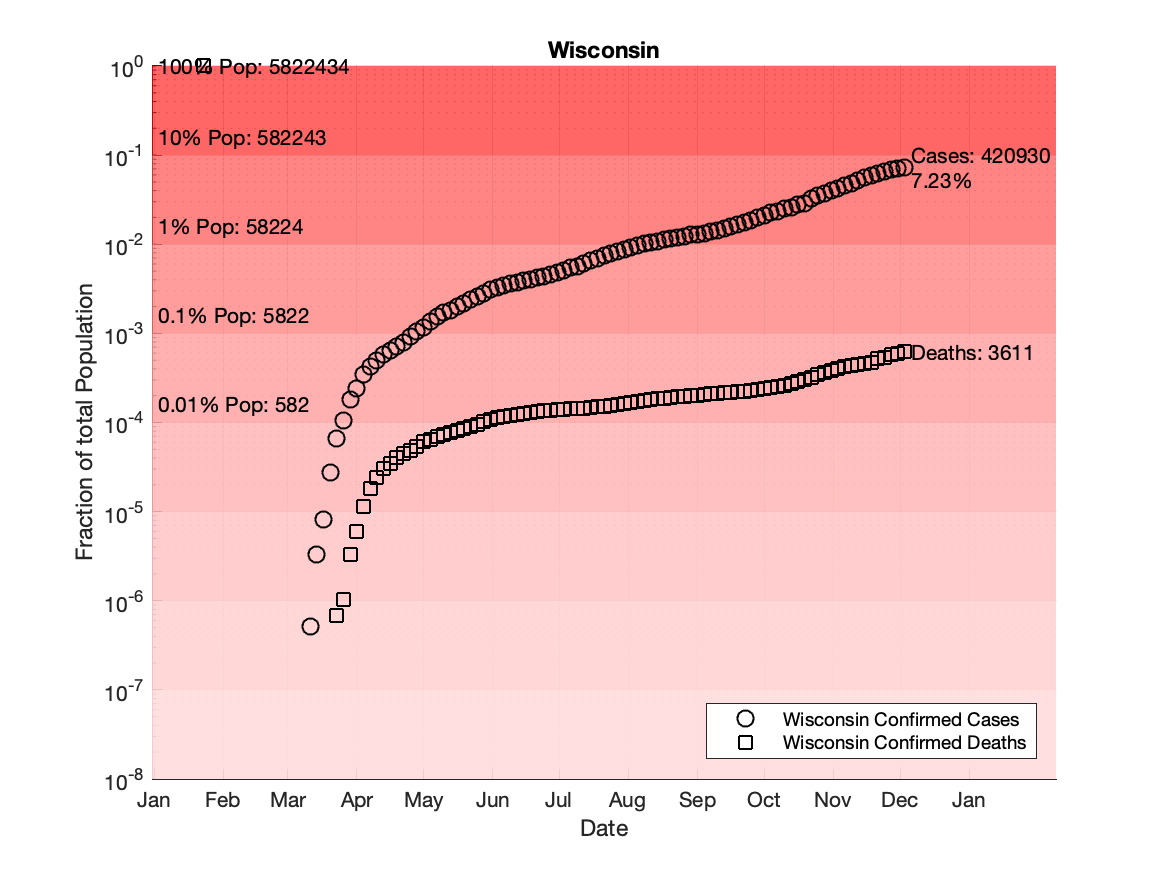 Wisconsin
10^0
100% Pop: 5822434
10% Pop: 582243
10^-1
Cases: 420930
7.23%
1% Pop: 58224
10^-2
0.1% Pop: 5822
10^-3
Deaths: 3611
0.01% Pop: 582
10^-4
10^-5
10^-6
10^-7
10^-8
Fraction of total Population
Wisconsin Confirmed Cases
Wisconsin Confirmed Deaths
Jan Feb Mar Apr May Jun Jul Aug Sep Oct Nov Dec Jan
Date